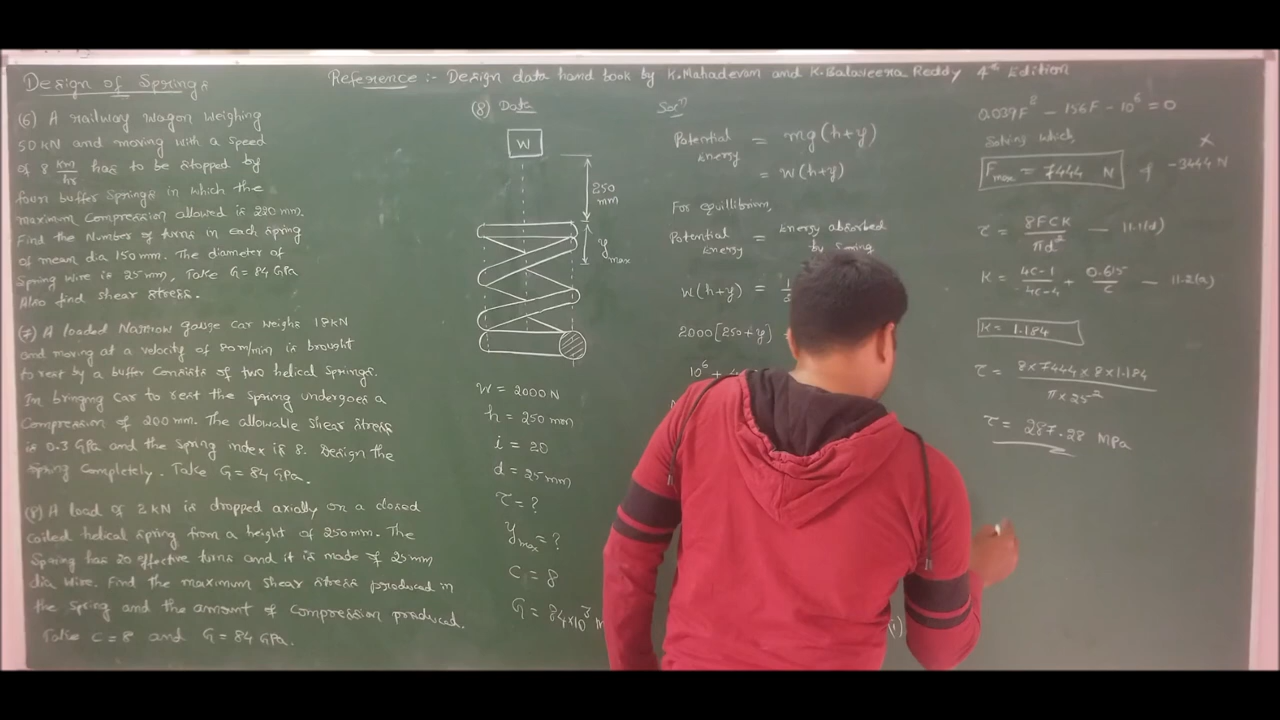 Design of Springs
Reference :- Design data hand book by K.Mahadevan and K.Balaveera Reddy 4th Edition
(6) A railway wagon weighing
50 kN and moving with a speed
of 8 km/hr has to be stopped by
four buffer springs in which the
maximum Compression allowed is 220 mm.
Find the Number of turns in each spring
of mean dia 150 mm. The diameter of
Spring wire is 25 mm, Take G = 84 GPa
Also find shear stress.
(7) A loaded Narrow gauge car weighs 18 kN
and moving at a velocity of 80 m/min is brought
to rest by a buffer Consists of two helical springs.
In bringing Car to rest the spring undergoes a
Compression of 200 mm. The allowable shear stress
is 0.3 GPa and the spring index is 8. Design the
Spring Completely. Take G = 84 GPa.
(8) A load of 2 kN is dropped axially on a closed
coiled helical spring from a height of 250 mm. The
Spring has 20 effective turns and it is made of 25 mm
dia wire. Find the maximum shear stress produced in
the spring and the amount of compression produced.
Take C = 8 and G = 84 GPa.
(8) Data
W
250
mm
y max
W = 2000 N
h = 250 mm
i = 20
d = 25 mm
τ = ?
y max = ?
C = 8
G = 84×10³
Sol^n
Potential Energy = mg (h+y)
= W (h+y)
For equilibrium,
Potential Energy = Energy absorbed by Spring
W (h+y) =
2000 [250+y]
10⁶ +
0.039F² - 156F - 10⁶ = 0
Solving which,
F max = 7444 N
-3444 N
×
τ = 8FCK / πd² — 11.1(d)
K = 4C-1 / 4C-4 + 0.615 / C — 11.2(a)
K = 1.184
τ = 8×7444×8×1.184 / π×25²
τ = 287.28 MPa